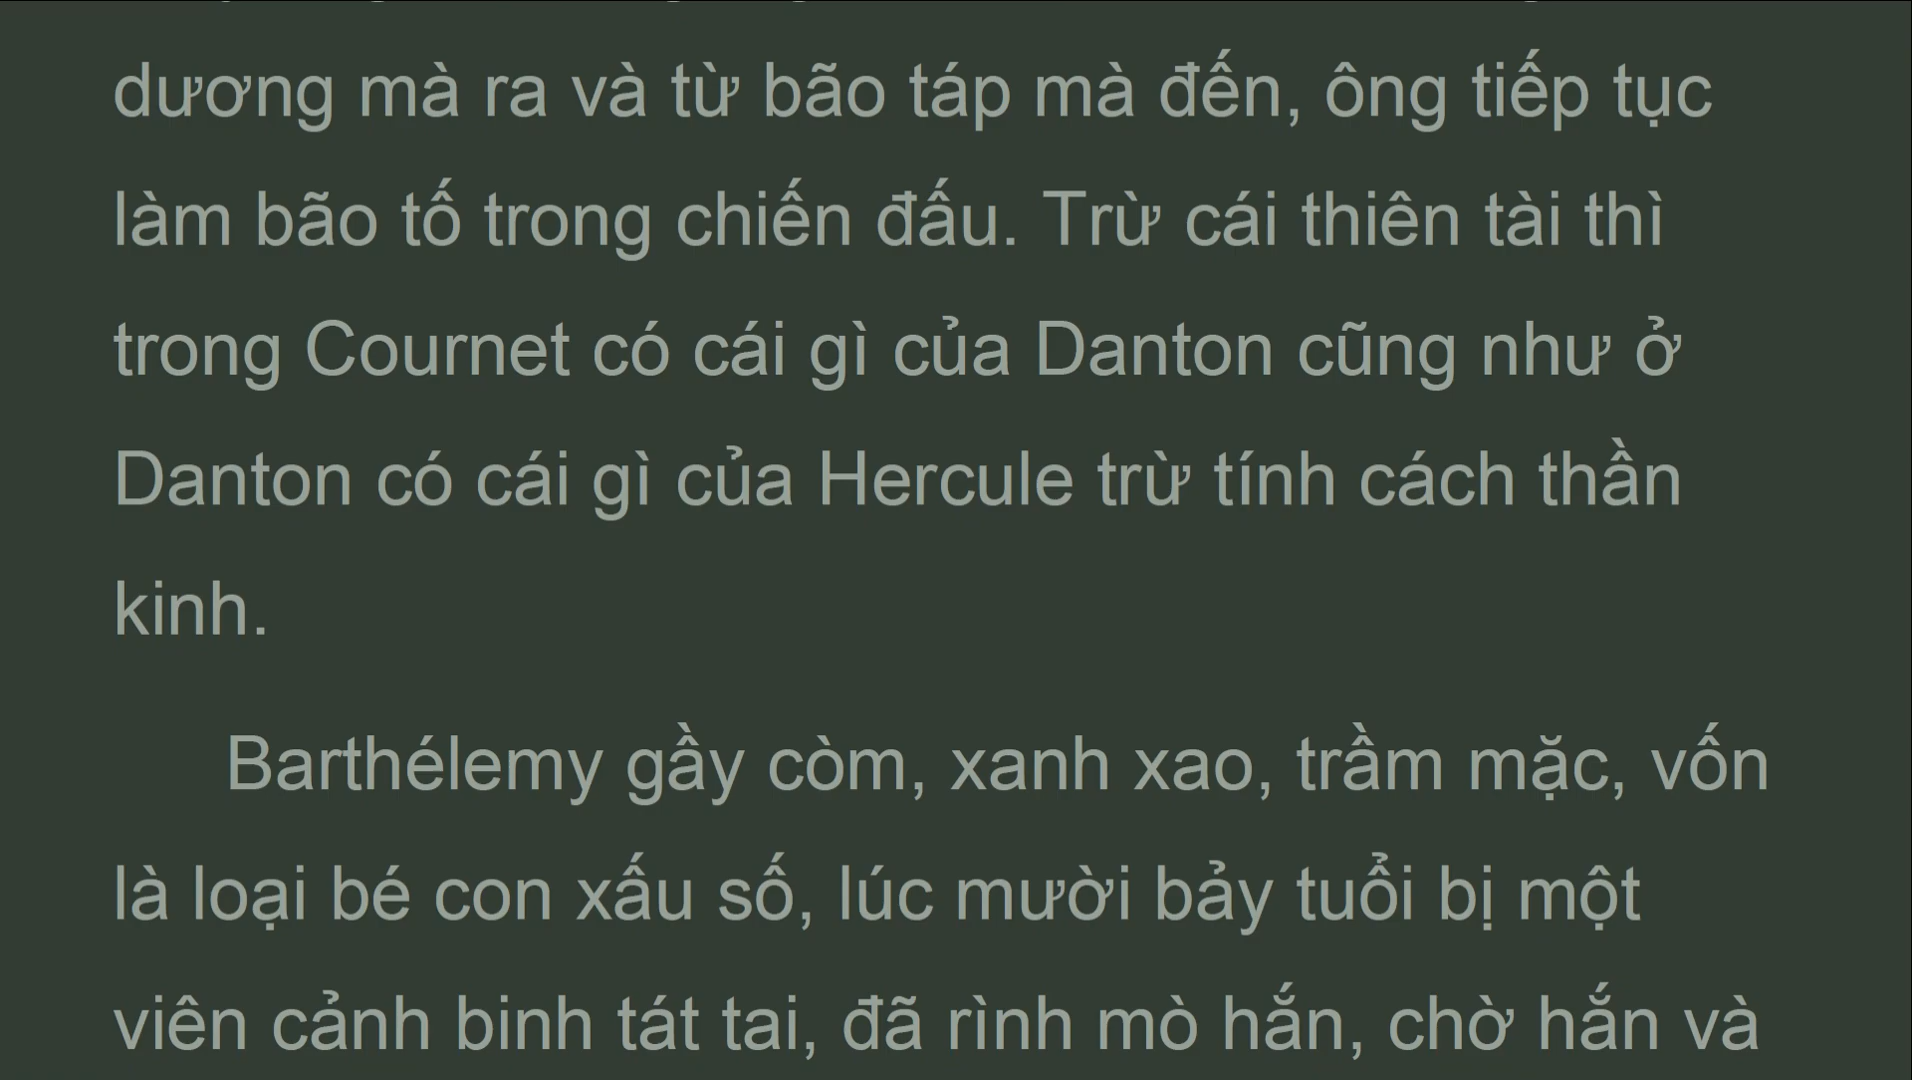 dương mà ra và từ bão táp mà đến, ông tiếp tục
làm bão tố trong chiến đấu. Trừ cái thiên tài thì
trong Cournet có cái gì của Danton cũng như ở
Danton có cái gì của Hercule trừ tính cách thần
kinh.
Barthélemy gầy còm, xanh xao, trầm mặc, vốn
là loại bé con xấu số, lúc mười bảy tuổi bị một
viên cảnh binh tát tai, đã rình mò hắn, chờ hắn và